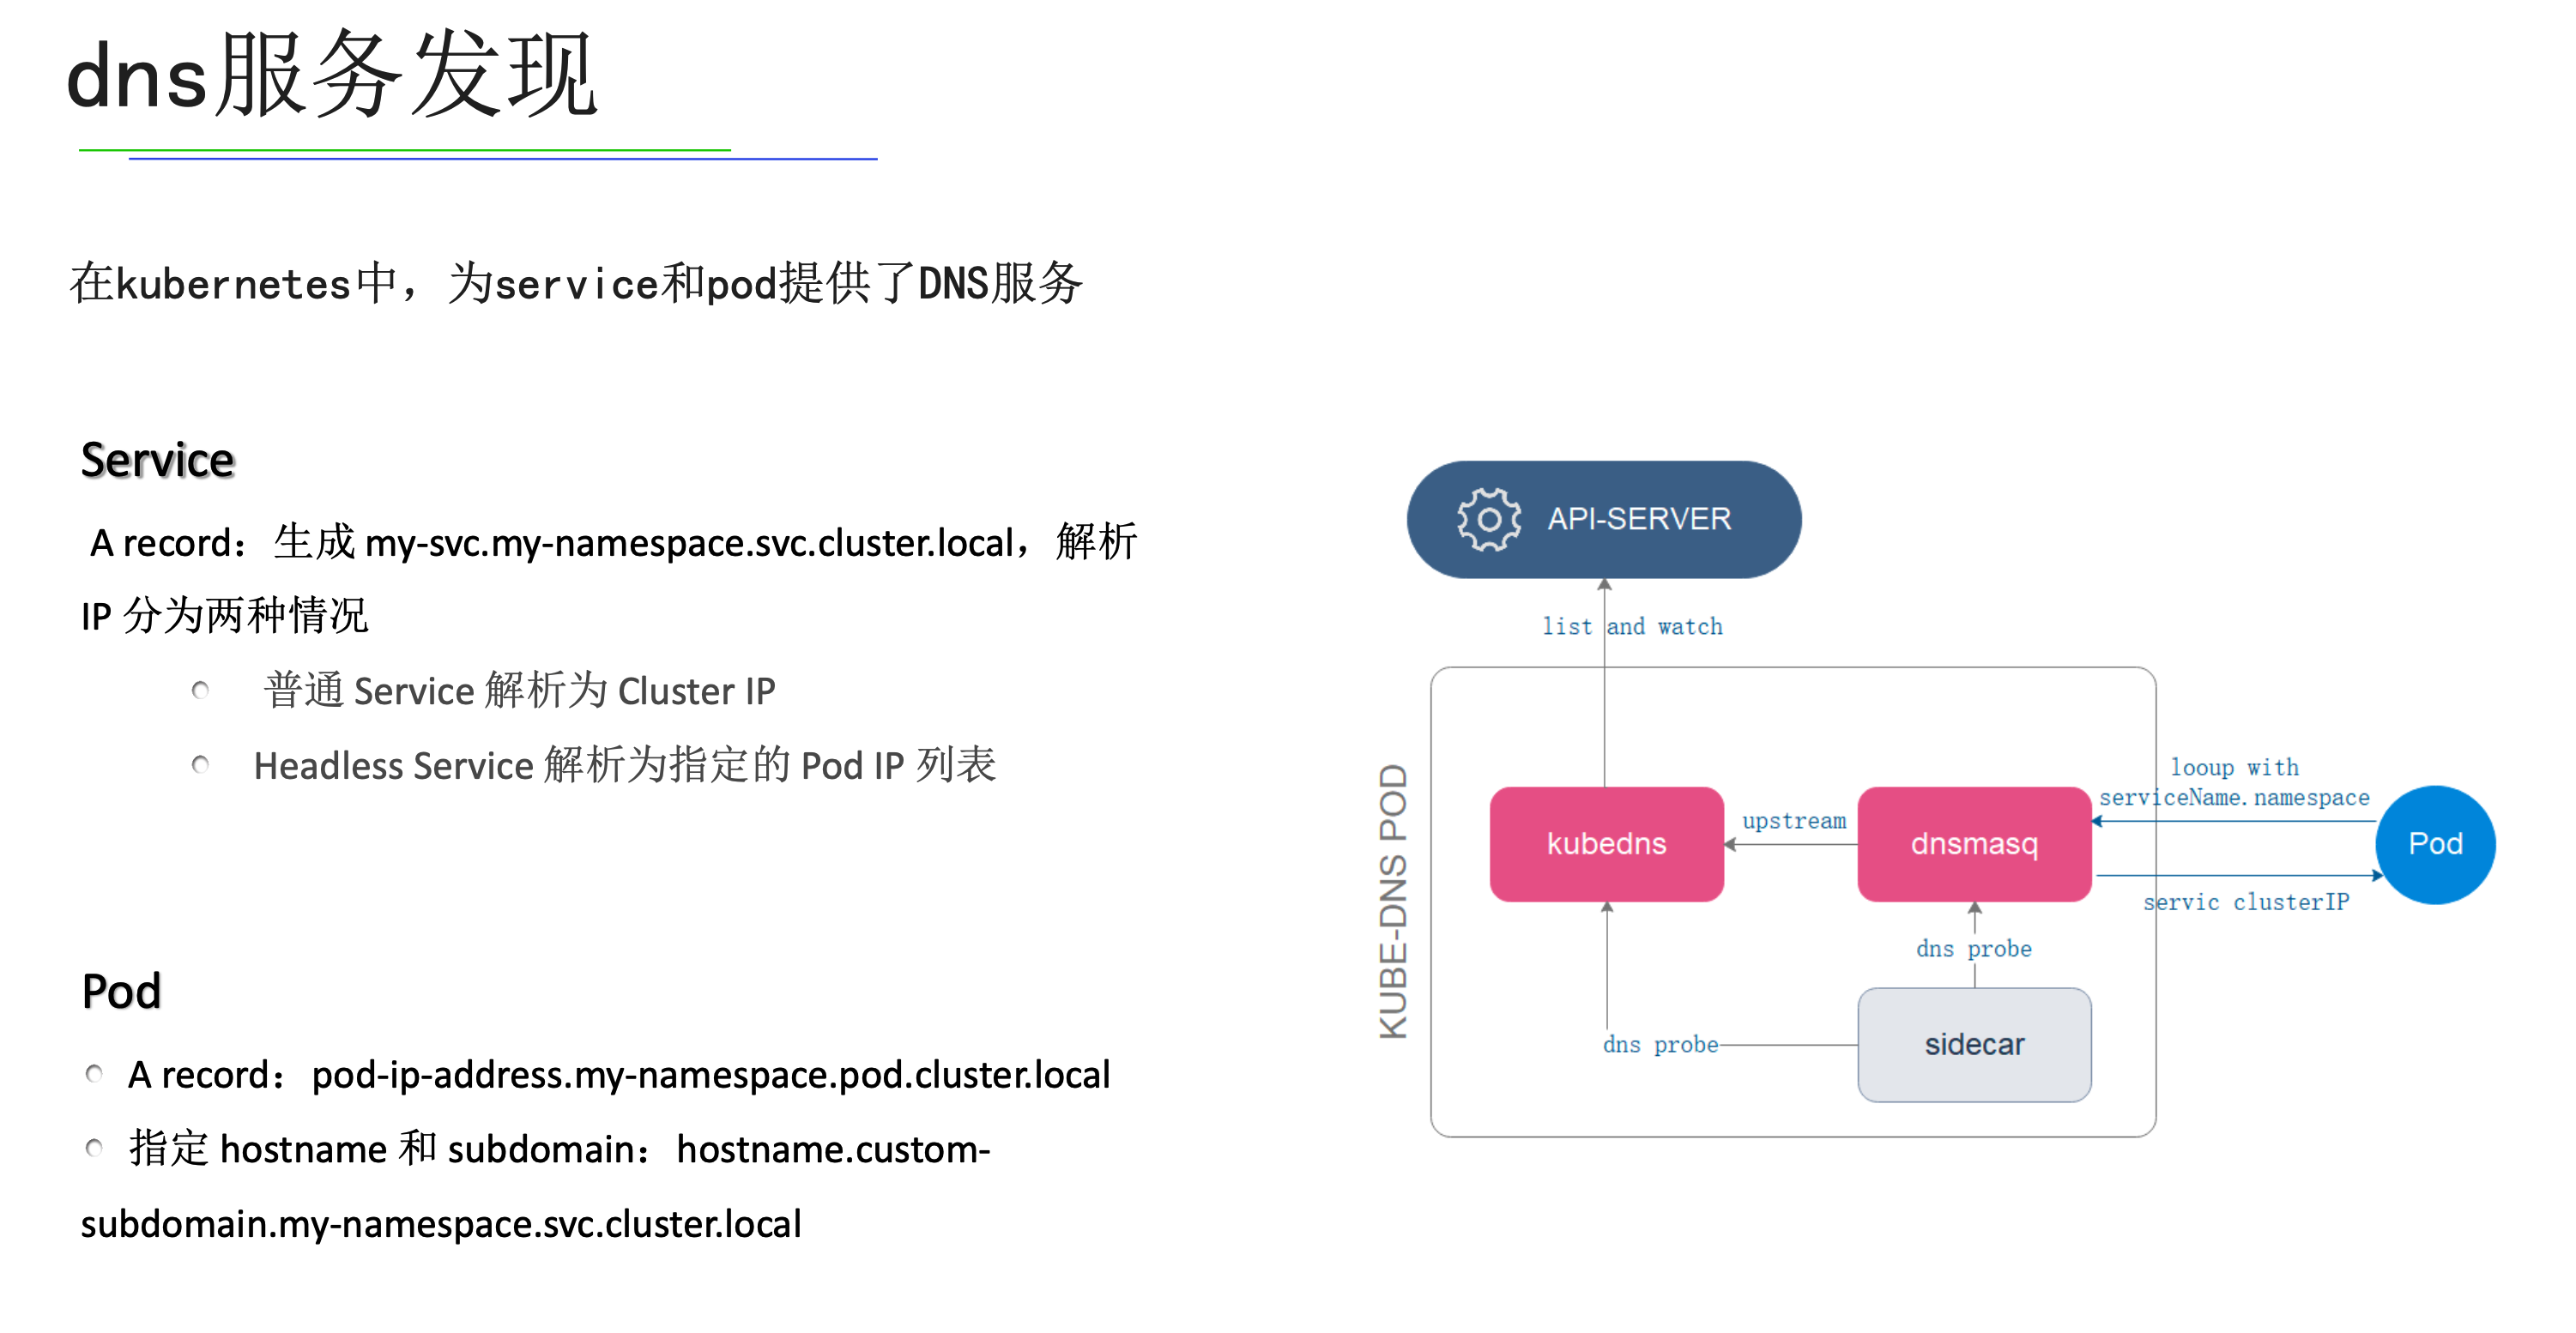 dns服务发现
在kubernetes中，为service和pod提供了DNS服务
Service
A record：生成 my-svc.my-namespace.svc.cluster.local，解析
IP 分为两种情况
普通 Service 解析为 Cluster IP
Headless Service 解析为指定的 Pod IP 列表
Pod
A record：pod-ip-address.my-namespace.pod.cluster.local
指定 hostname 和 subdomain：hostname.custom-
subdomain.my-namespace.svc.cluster.local
API-SERVER
list and watch
KUBE-DNS POD
kubedns
upstream
dnsmasq
looup with
serviceName.namespace
Pod
servic clusterIP
dns probe
dns probe
sidecar